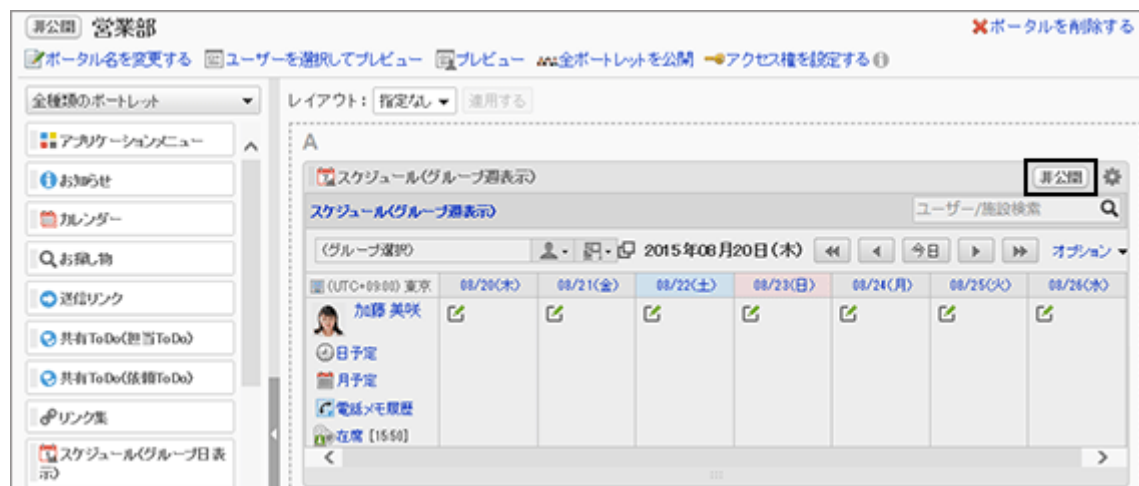 非公開 営業部 ポータルを削除する
ポータル名を変更する ユーザーを選択してプレビュー プレビュー 全ポートレットを公開 アクセス権を設定する
全種類のポートレット レイアウト： 指定なし 適用する
アプリケーションメニュー
A
お知らせ
スケジュール(グループ週表示) 非公開
カレンダー
スケジュール(グループ週表示) ユーザー/施設検索
お探し物
(グループ選択) 2015年08月20日(木) 今日 オプション
送信リンク
(UTC+09:00) 東京 08/20(木) 08/21(金) 08/22(土) 08/23(日) 08/24(月) 08/25(火) 08/26(水)
加藤 美咲
共有ToDo(担当ToDo)
日予定
共有ToDo(依頼ToDo)
月予定
リンク集
電話メモ履歴
在席 [15:50]
スケジュール(グループ日表
示)